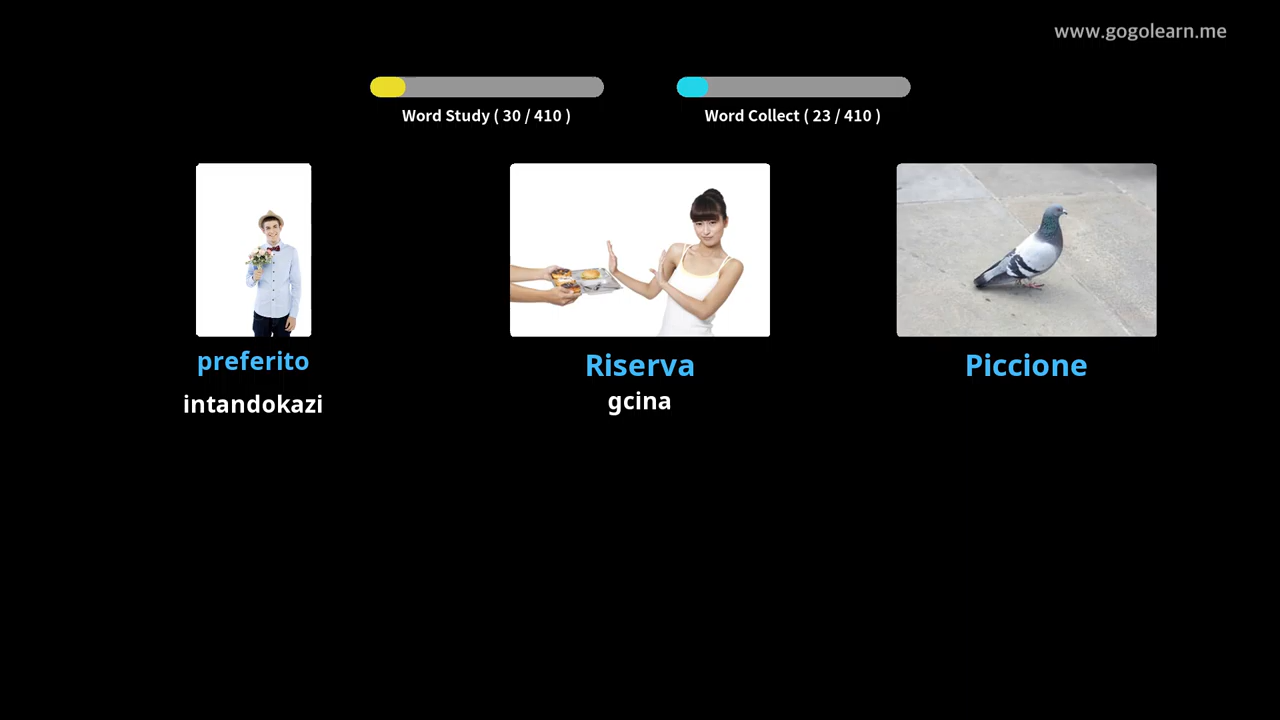 www.gogolearn.me
Word Study ( 30 / 410 )
Word Collect ( 23 / 410 )
preferito
intandokazi
Riserva
gcina
Piccione